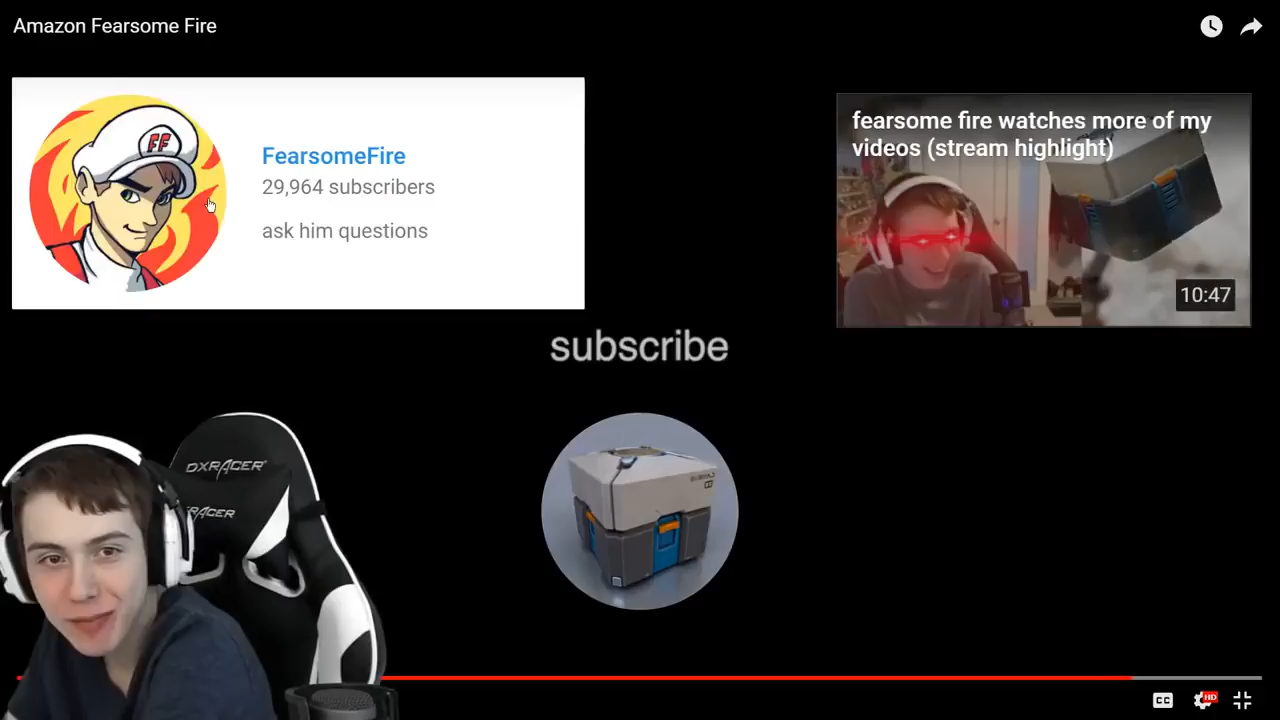 Amazon Fearsome Fire
FF
FearsomeFire
29,964 subscribers
ask him questions
fearsome fire watches more of my
videos (stream highlight)
10:47
subscribe
DXRACER
RACER
CC
HD